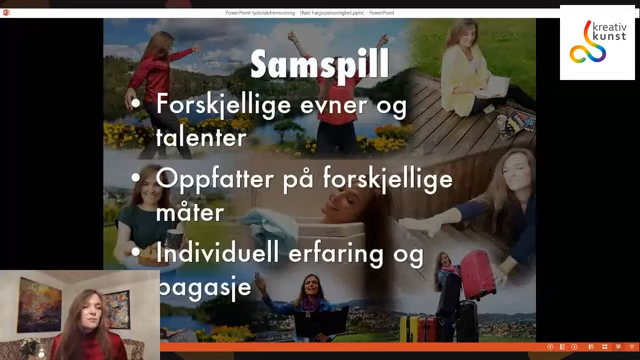 PowerPoint-lysbildefremvisning - [Rød Fargepersonlighet.pptx] - PowerPoint
kreativ
kunst
Samspill
• Forskjellige evner og
talenter
• Oppfatter på forskjellige
måter
• Individuell erfaring og
bagasje